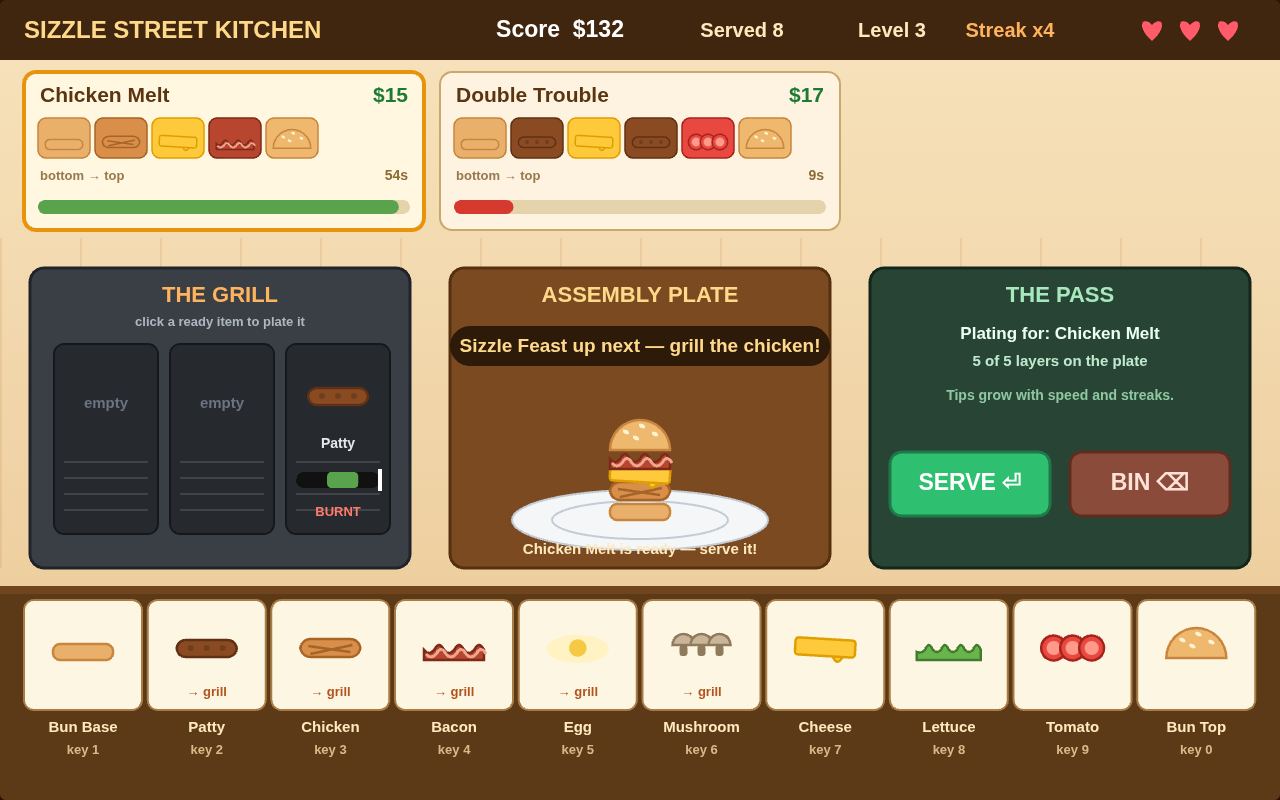 SIZZLE STREET KITCHEN
Score $132
Served 8
Level 3
Streak x4
Chicken Melt
$15
bottom → top
54s
Double Trouble
$17
bottom → top
9s
THE GRILL
click a ready item to plate it
empty
empty
Patty
BURNT
ASSEMBLY PLATE
Sizzle Feast up next — grill the chicken!
Chicken Melt is ready — serve it!
THE PASS
Plating for: Chicken Melt
5 of 5 layers on the plate
Tips grow with speed and streaks.
SERVE ⏎
BIN ⌫
→ grill
→ grill
→ grill
→ grill
→ grill
Bun Base
Patty
Chicken
Bacon
Egg
Mushroom
Cheese
Lettuce
Tomato
Bun Top
key 1
key 2
key 3
key 4
key 5
key 6
key 7
key 8
key 9
key 0